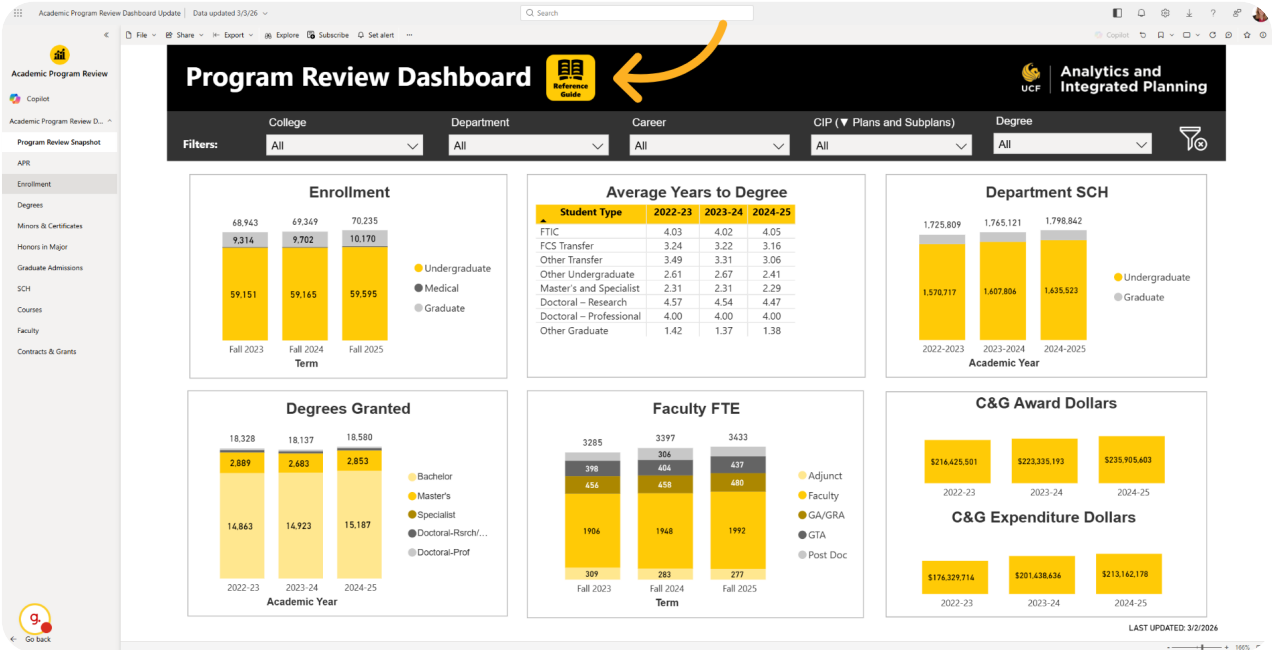 Academic Program Review Dashboard Update | Data updated 3/3/26
Search
File Share Export Explore Subscribe Set alert ...
Copilot
Academic Program Review
Copilot
Academic Program Review D...
Program Review Snapshot
APR
Enrollment
Degrees
Minors & Certificates
Honors in Major
Graduate Admissions
SCH
Courses
Faculty
Contracts & Grants
g.
Go back
Program Review Dashboard
Reference
Guide
UCF
Analytics and
Integrated Planning
Filters:
College
All
Department
All
Career
All
CIP (▼ Plans and Subplans)
All
Degree
All
Enrollment
68,943 69,349 70,235
9,314 9,702 10,170
59,151 59,165 59,595
Fall 2023 Fall 2024 Fall 2025
Term
Undergraduate
Medical
Graduate
Average Years to Degree
Student Type 2022-23 2023-24 2024-25
FTIC 4.03 4.02 4.05
FCS Transfer 3.24 3.22 3.16
Other Transfer 3.49 3.31 3.06
Other Undergraduate 2.61 2.67 2.41
Master's and Specialist 2.31 2.31 2.29
Doctoral – Research 4.57 4.54 4.47
Doctoral – Professional 4.00 4.00 4.00
Other Graduate 1.42 1.37 1.38
Department SCH
1,725,809 1,765,121 1,798,842
1,570,717 1,607,806 1,635,523
2022-2023 2023-2024 2024-2025
Academic Year
Undergraduate
Graduate
Degrees Granted
18,328 18,137 18,580
2,889 2,683 2,853
14,863 14,923 15,187
2022-23 2023-24 2024-25
Academic Year
Bachelor
Master's
Specialist
Doctoral-Rsrch/...
Doctoral-Prof
Faculty FTE
3285 3397 3433
306
398 404 437
456 458 480
1906 1948 1992
309 283 277
Fall 2023 Fall 2024 Fall 2025
Term
Adjunct
Faculty
GA/GRA
GTA
Post Doc
C&G Award Dollars
$216,425,501 $223,335,193 $235,905,603
2022-23 2023-24 2024-25
C&G Expenditure Dollars
$176,329,714 $201,438,636 $213,162,178
2022-23 2023-24 2024-25
LAST UPDATED: 3/2/2026
100%